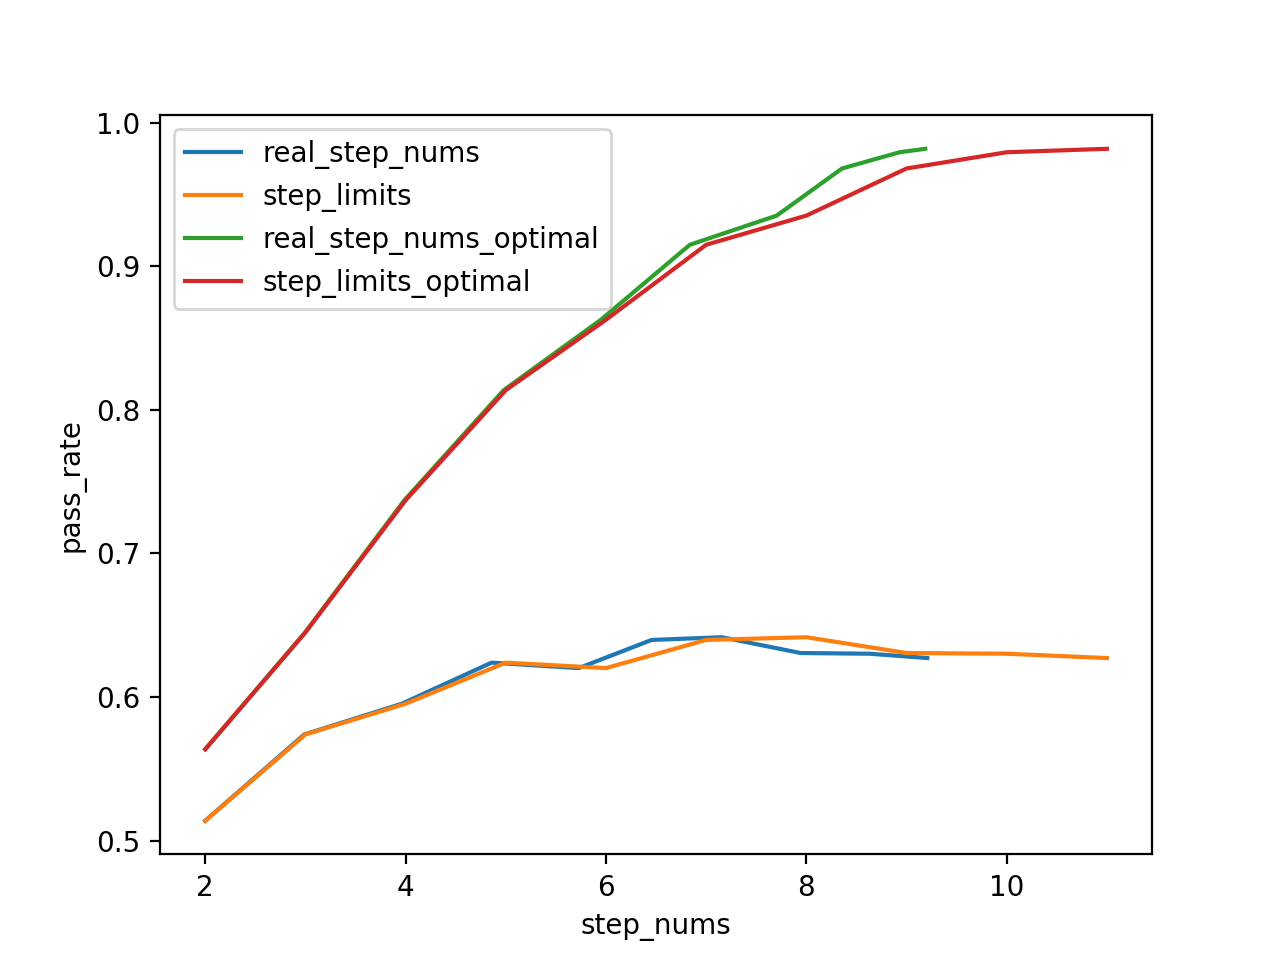 1.0
0.9
0.8
0.7
0.6
0.5
pass_rate
real_step_nums
step_limits
real_step_nums_optimal
step_limits_optimal
2 4 6 8 10
step_nums